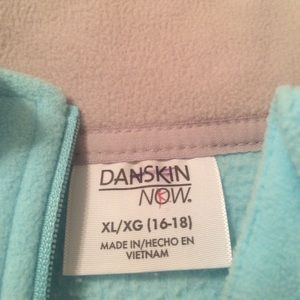 DANSKIN
NOW.
XL/XG (16-18)
MADE IN/HECHO EN
VIETNAM